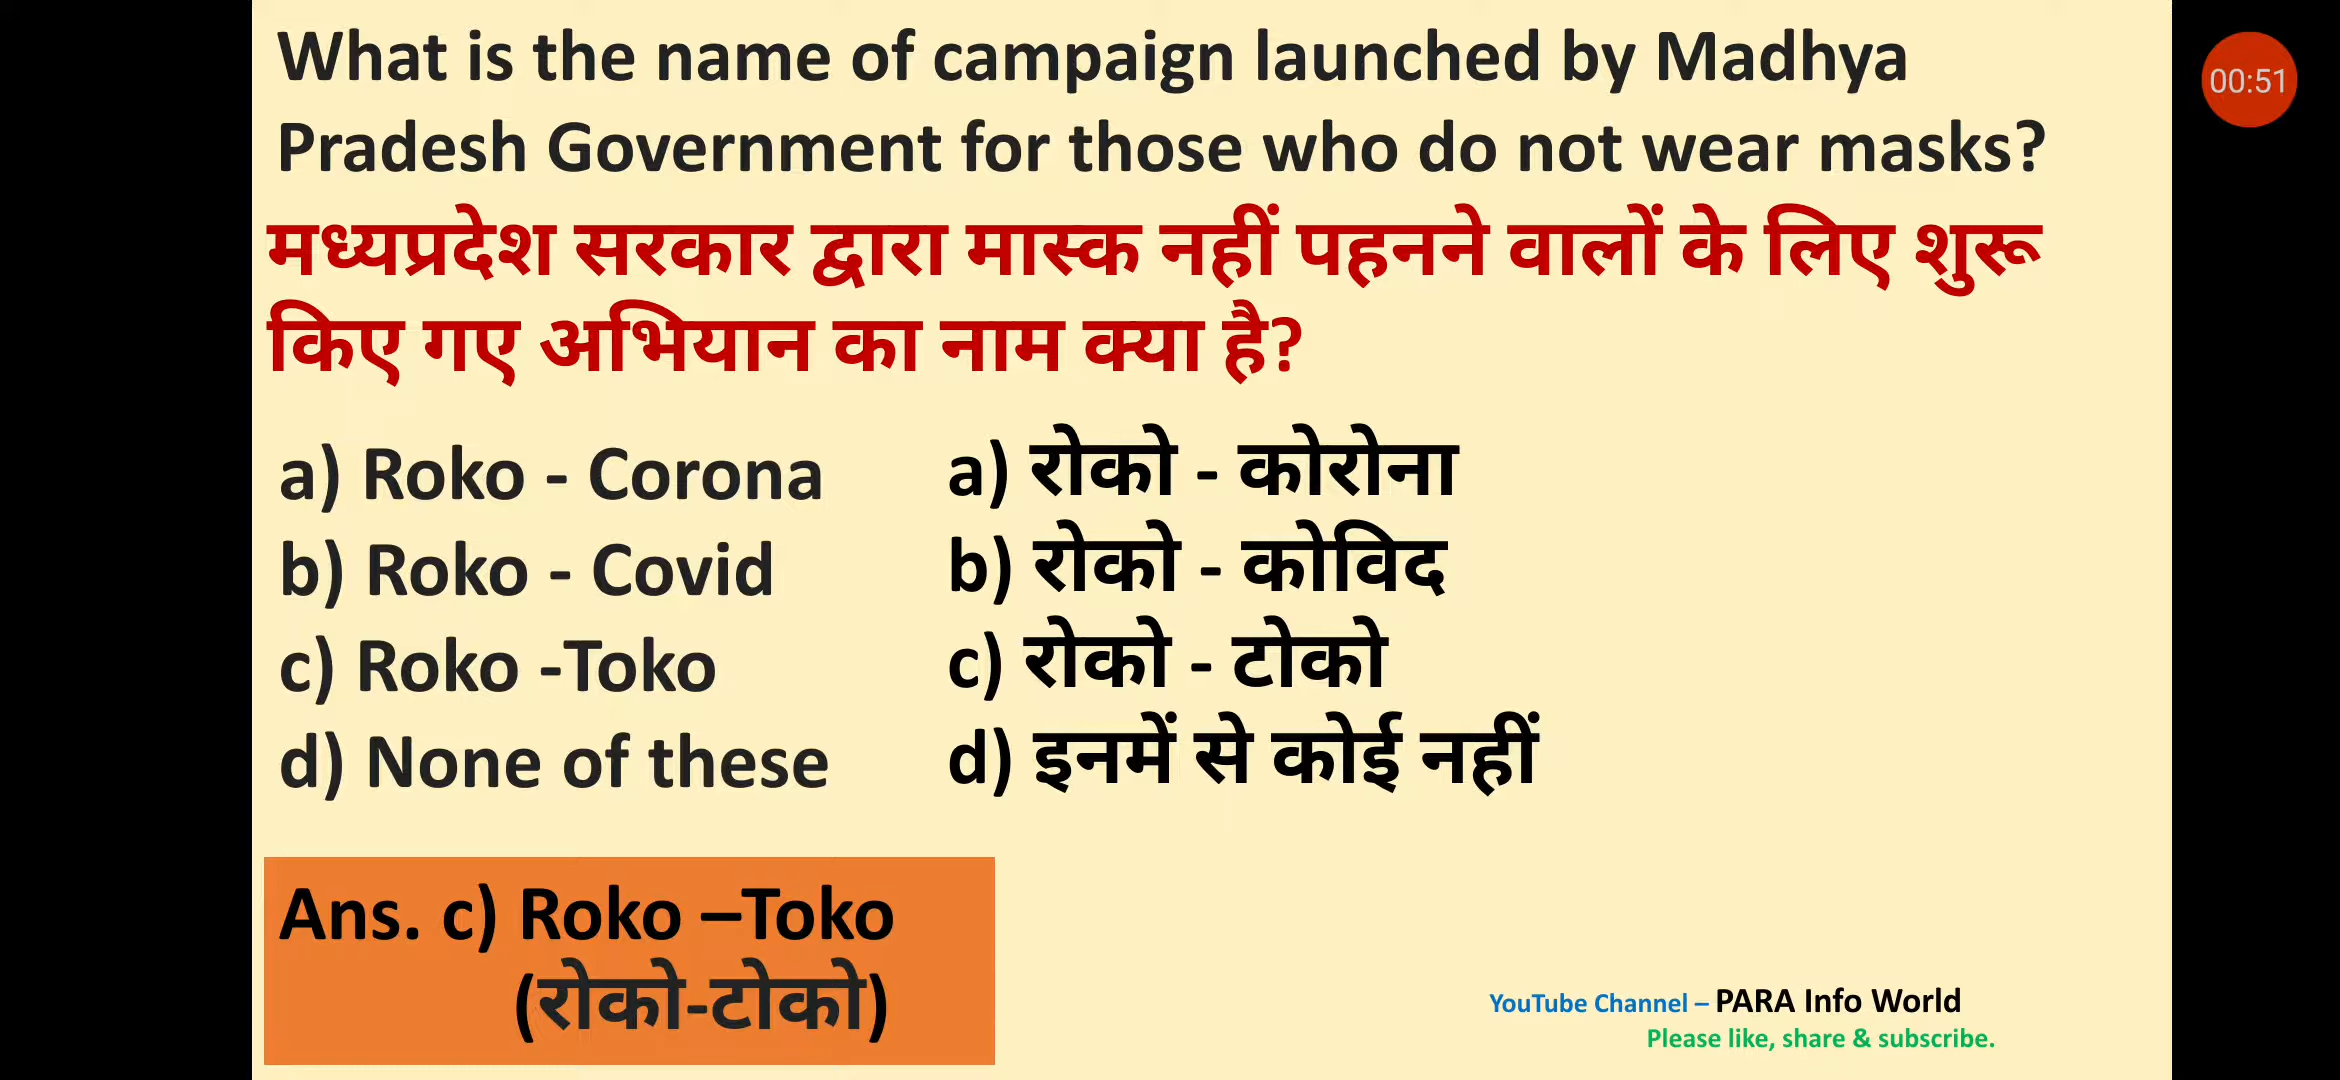 What is the name of campaign launched by Madhya
Pradesh Government for those who do not wear masks?
मध्यप्रदेश सरकार द्वारा मास्क नहीं पहनने वालों के लिए शुरू
किए गए अभियान का नाम क्या है?
a) Roko - Corona
b) Roko - Covid
c) Roko -Toko
d) None of these
a) रोको - कोरोना
b) रोको - कोविद
c) रोको - टोको
d) इनमें से कोई नहीं
Ans. c) Roko –Toko
(रोको-टोको)
YouTube Channel – PARA Info World
Please like, share & subscribe.
00:51